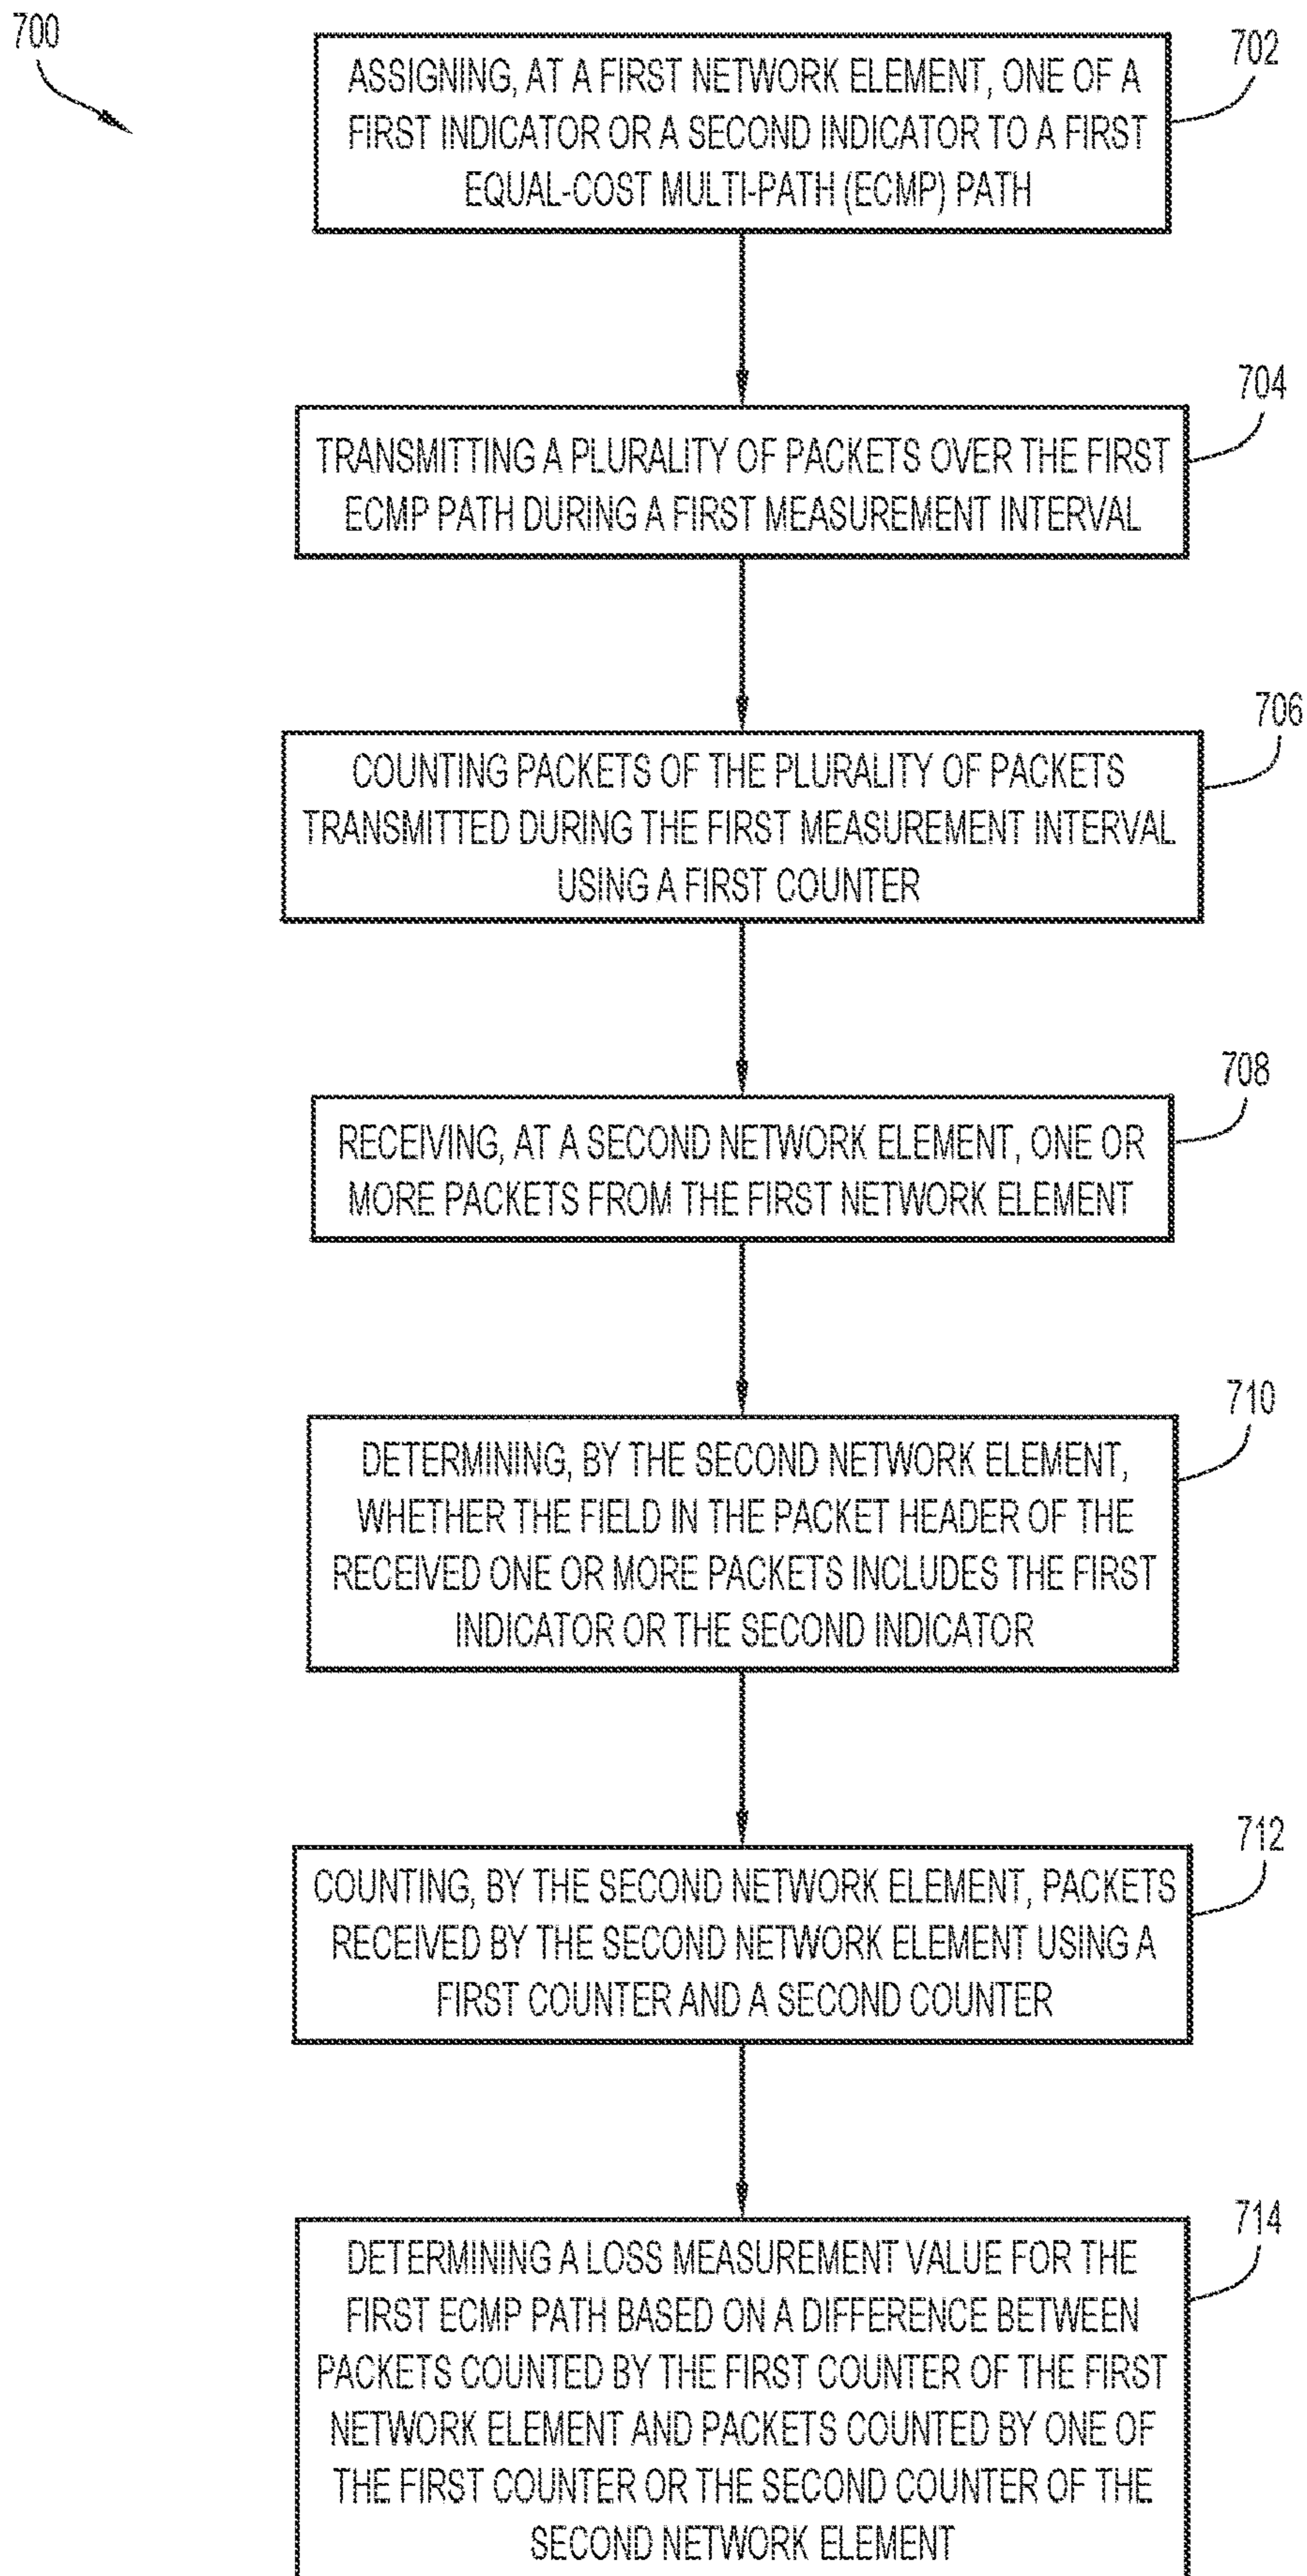 700
702
ASSIGNING, AT A FIRST NETWORK ELEMENT, ONE OF A
FIRST INDICATOR OR A SECOND INDICATOR TO A FIRST
EQUAL-COST MULTI-PATH (ECMP) PATH
704
TRANSMITTING A PLURALITY OF PACKETS OVER THE FIRST
ECMP PATH DURING A FIRST MEASUREMENT INTERVAL
706
COUNTING PACKETS OF THE PLURALITY OF PACKETS
TRANSMITTED DURING THE FIRST MEASUREMENT INTERVAL
USING A FIRST COUNTER
708
RECEIVING, AT A SECOND NETWORK ELEMENT, ONE OR
MORE PACKETS FROM THE FIRST NETWORK ELEMENT
710
DETERMINING, BY THE SECOND NETWORK ELEMENT,
WHETHER THE FIELD IN THE PACKET HEADER OF THE
RECEIVED ONE OR MORE PACKETS INCLUDES THE FIRST
INDICATOR OR THE SECOND INDICATOR
712
COUNTING, BY THE SECOND NETWORK ELEMENT, PACKETS
RECEIVED BY THE SECOND NETWORK ELEMENT USING A
FIRST COUNTER AND A SECOND COUNTER
714
DETERMINING A LOSS MEASUREMENT VALUE FOR THE
FIRST ECMP PATH BASED ON A DIFFERENCE BETWEEN
PACKETS COUNTED BY THE FIRST COUNTER OF THE FIRST
NETWORK ELEMENT AND PACKETS COUNTED BY ONE OF
THE FIRST COUNTER OR THE SECOND COUNTER OF THE
SECOND NETWORK ELEMENT